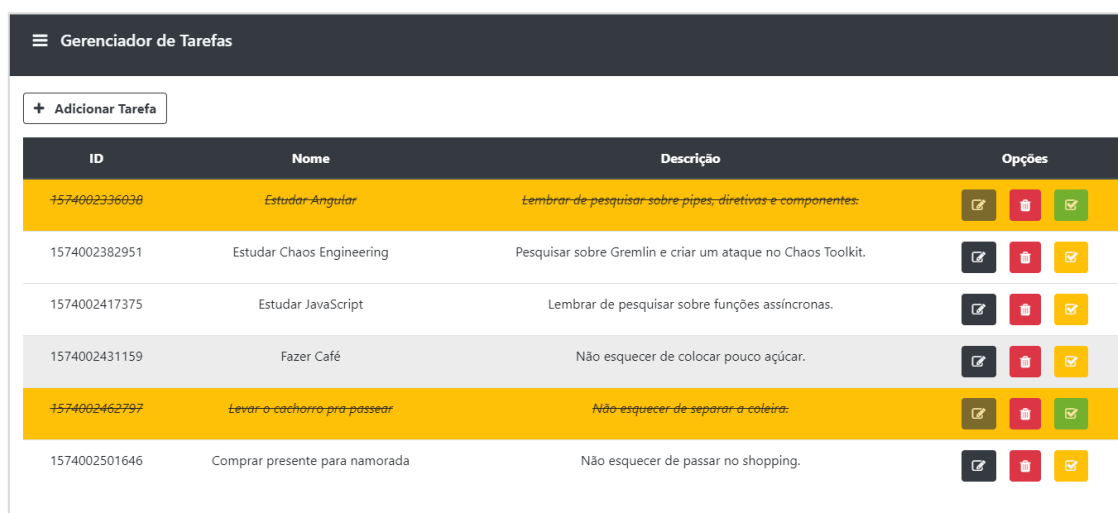 Gerenciador de Tarefas
Adicionar Tarefa
ID Nome Descrição Opções
1574002336038 Estudar Angular Lembrar de pesquisar sobre pipes, diretivas e componentes.
1574002382951 Estudar Chaos Engineering Pesquisar sobre Gremlin e criar um ataque no Chaos Toolkit.
1574002417375 Estudar JavaScript Lembrar de pesquisar sobre funções assíncronas.
1574002431159 Fazer Café Não esquecer de colocar pouco açúcar.
1574002462797 Levar o cachorro pra passear Não esquecer de separar a coleira.
1574002501646 Comprar presente para namorada Não esquecer de passar no shopping.